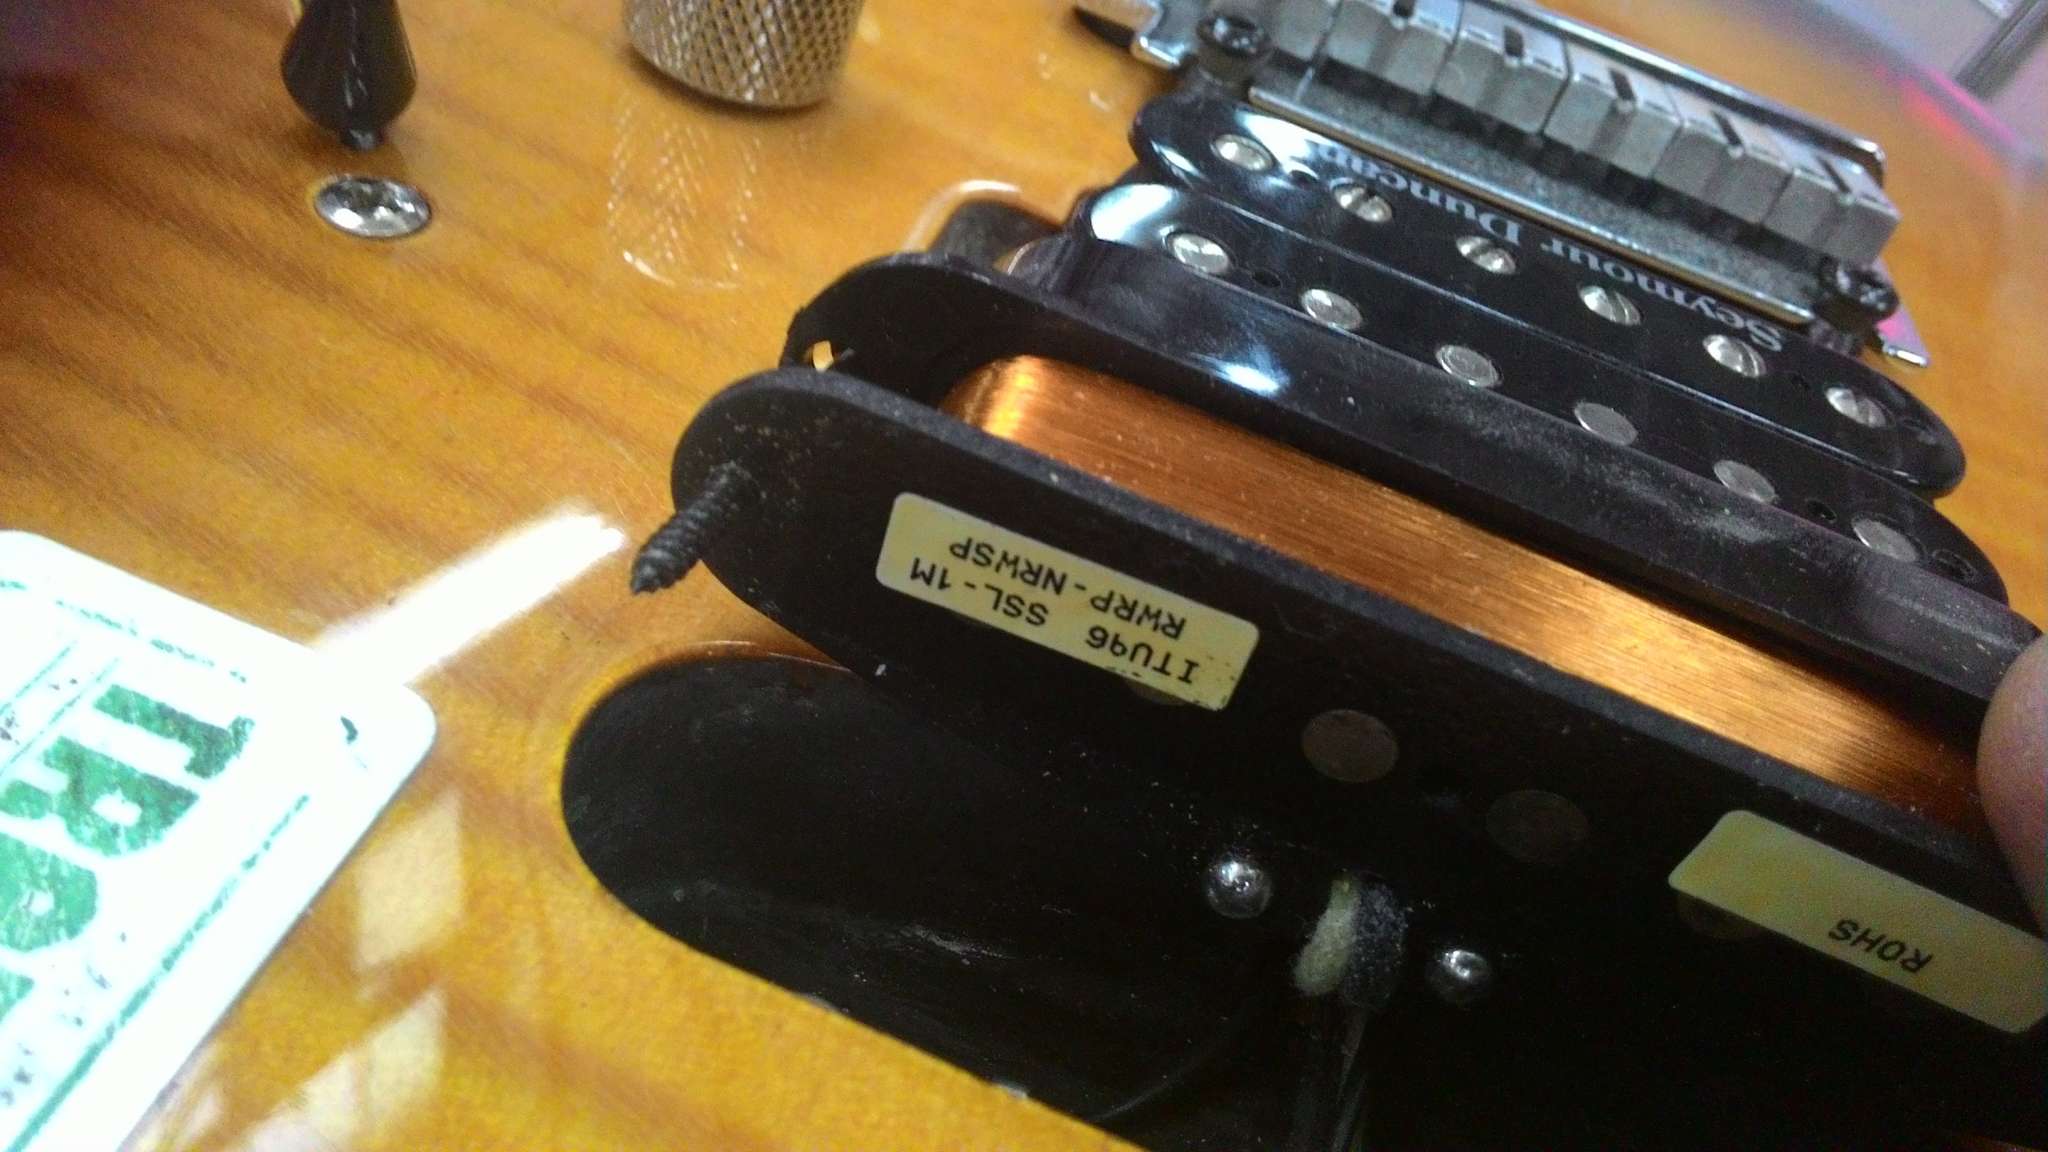 Seymour Duncan
ITU96 SSL-1M
RWRP-NRWSP
ROHS